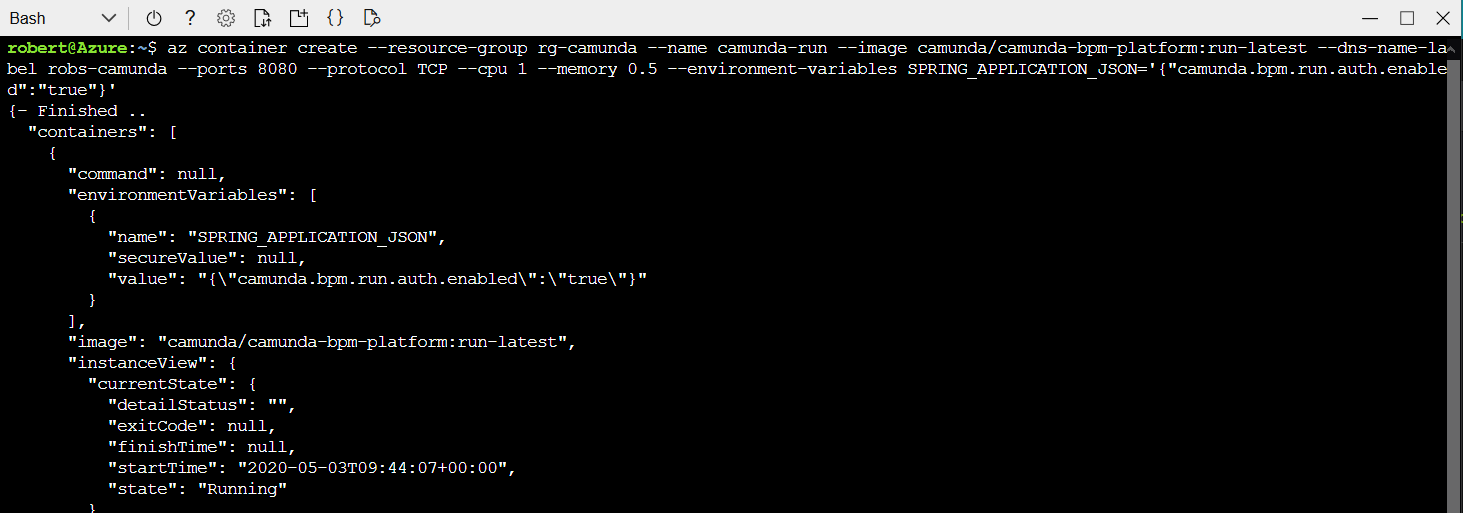 Bash
robert@Azure:~$ az container create --resource-group rg-camunda --name camunda-run --image camunda/camunda-bpm-platform:run-latest --dns-name-la
bel robs-camunda --ports 8080 --protocol TCP --cpu 1 --memory 0.5 --environment-variables SPRING_APPLICATION_JSON='{"camunda.bpm.run.auth.enable
d":"true"}'
{- Finished ..
  "containers": [
    {
      "command": null,
      "environmentVariables": [
        {
          "name": "SPRING_APPLICATION_JSON",
          "secureValue": null,
          "value": "{\"camunda.bpm.run.auth.enabled\":\"true\"}"
        }
      ],
      "image": "camunda/camunda-bpm-platform:run-latest",
      "instanceView": {
        "currentState": {
          "detailStatus": "",
          "exitCode": null,
          "finishTime": null,
          "startTime": "2020-05-03T09:44:07+00:00",
          "state": "Running"
        }